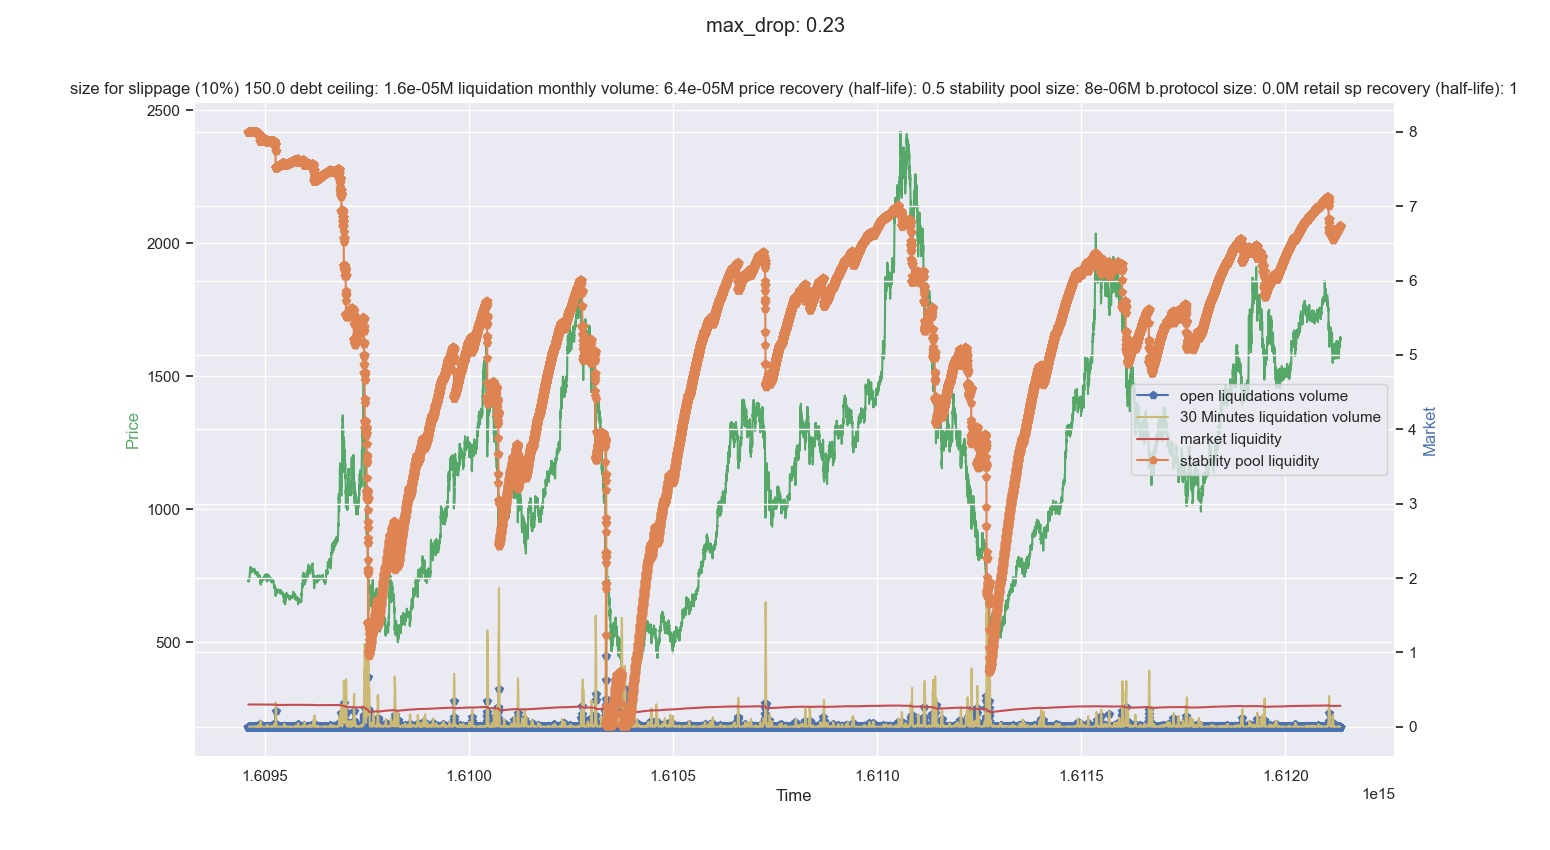 max_drop: 0.23
size for slippage (10%) 150.0 debt ceiling: 1.6e-05M liquidation monthly volume: 6.4e-05M price recovery (half-life): 0.5 stability pool size: 8e-06M b.protocol size: 0.0M retail sp recovery (half-life): 1
2500
2000
1500
1000
500
Price
8
7
6
5
4
3
2
1
0
Market
open liquidations volume
30 Minutes liquidation volume
market liquidity
stability pool liquidity
1.6095 1.6100 1.6105 1.6110 1.6115 1.6120
1e15
Time